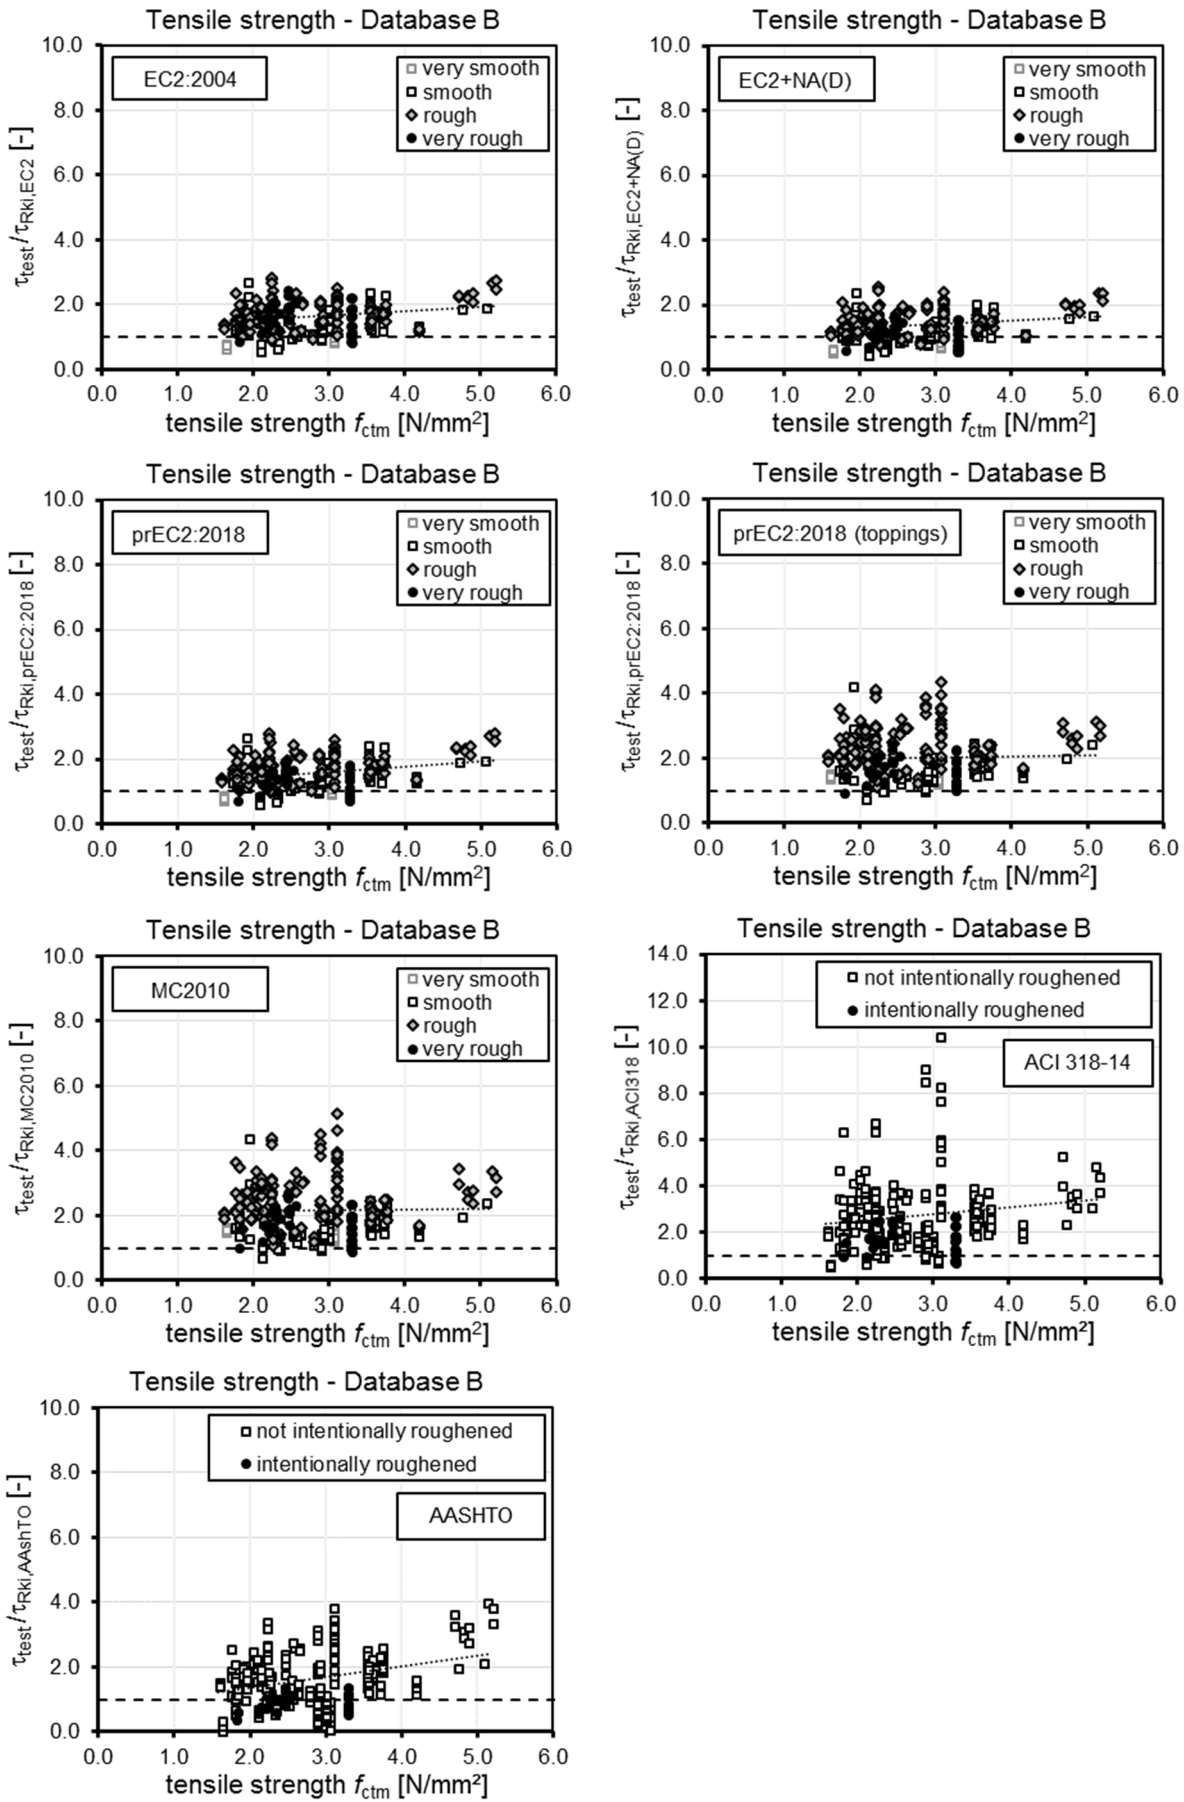 Tensile strength - Database B
EC2:2004
very smooth
smooth
rough
very rough
τtest/τRki,EC2 [-]
10.0
8.0
6.0
4.0
2.0
0.0
0.0 1.0 2.0 3.0 4.0 5.0 6.0
tensile strength fctm [N/mm²]
Tensile strength - Database B
EC2+NA(D)
very smooth
smooth
rough
very rough
τtest/τRki,EC2+NA(D) [-]
10.0
8.0
6.0
4.0
2.0
0.0
0.0 1.0 2.0 3.0 4.0 5.0 6.0
tensile strength fctm [N/mm²]
Tensile strength - Database B
prEC2:2018
very smooth
smooth
rough
very rough
τtest/τRki,prEC2:2018 [-]
10.0
8.0
6.0
4.0
2.0
0.0
0.0 1.0 2.0 3.0 4.0 5.0 6.0
tensile strength fctm [N/mm²]
Tensile strength - Database B
prEC2:2018 (toppings)
very smooth
smooth
rough
very rough
τtest/τRki,prEC2:2018 [-]
10.0
8.0
6.0
4.0
2.0
0.0
0.0 1.0 2.0 3.0 4.0 5.0 6.0
tensile strength fctm [N/mm²]
Tensile strength - Database B
MC2010
very smooth
smooth
rough
very rough
τtest/τRki,MC2010 [-]
10.0
8.0
6.0
4.0
2.0
0.0
0.0 1.0 2.0 3.0 4.0 5.0 6.0
tensile strength fctm [N/mm²]
Tensile strength - Database B
not intentionally roughened
intentionally roughened
ACI 318-14
τtest/τRki,ACI318 [-]
14.0
12.0
10.0
8.0
6.0
4.0
2.0
0.0
0.0 1.0 2.0 3.0 4.0 5.0 6.0
tensile strength fctm [N/mm²]
Tensile strength - Database B
not intentionally roughened
intentionally roughened
AASHTO
τtest/τRki,AAshTO [-]
10.0
8.0
6.0
4.0
2.0
0.0
0.0 1.0 2.0 3.0 4.0 5.0 6.0
tensile strength fctm [N/mm²]